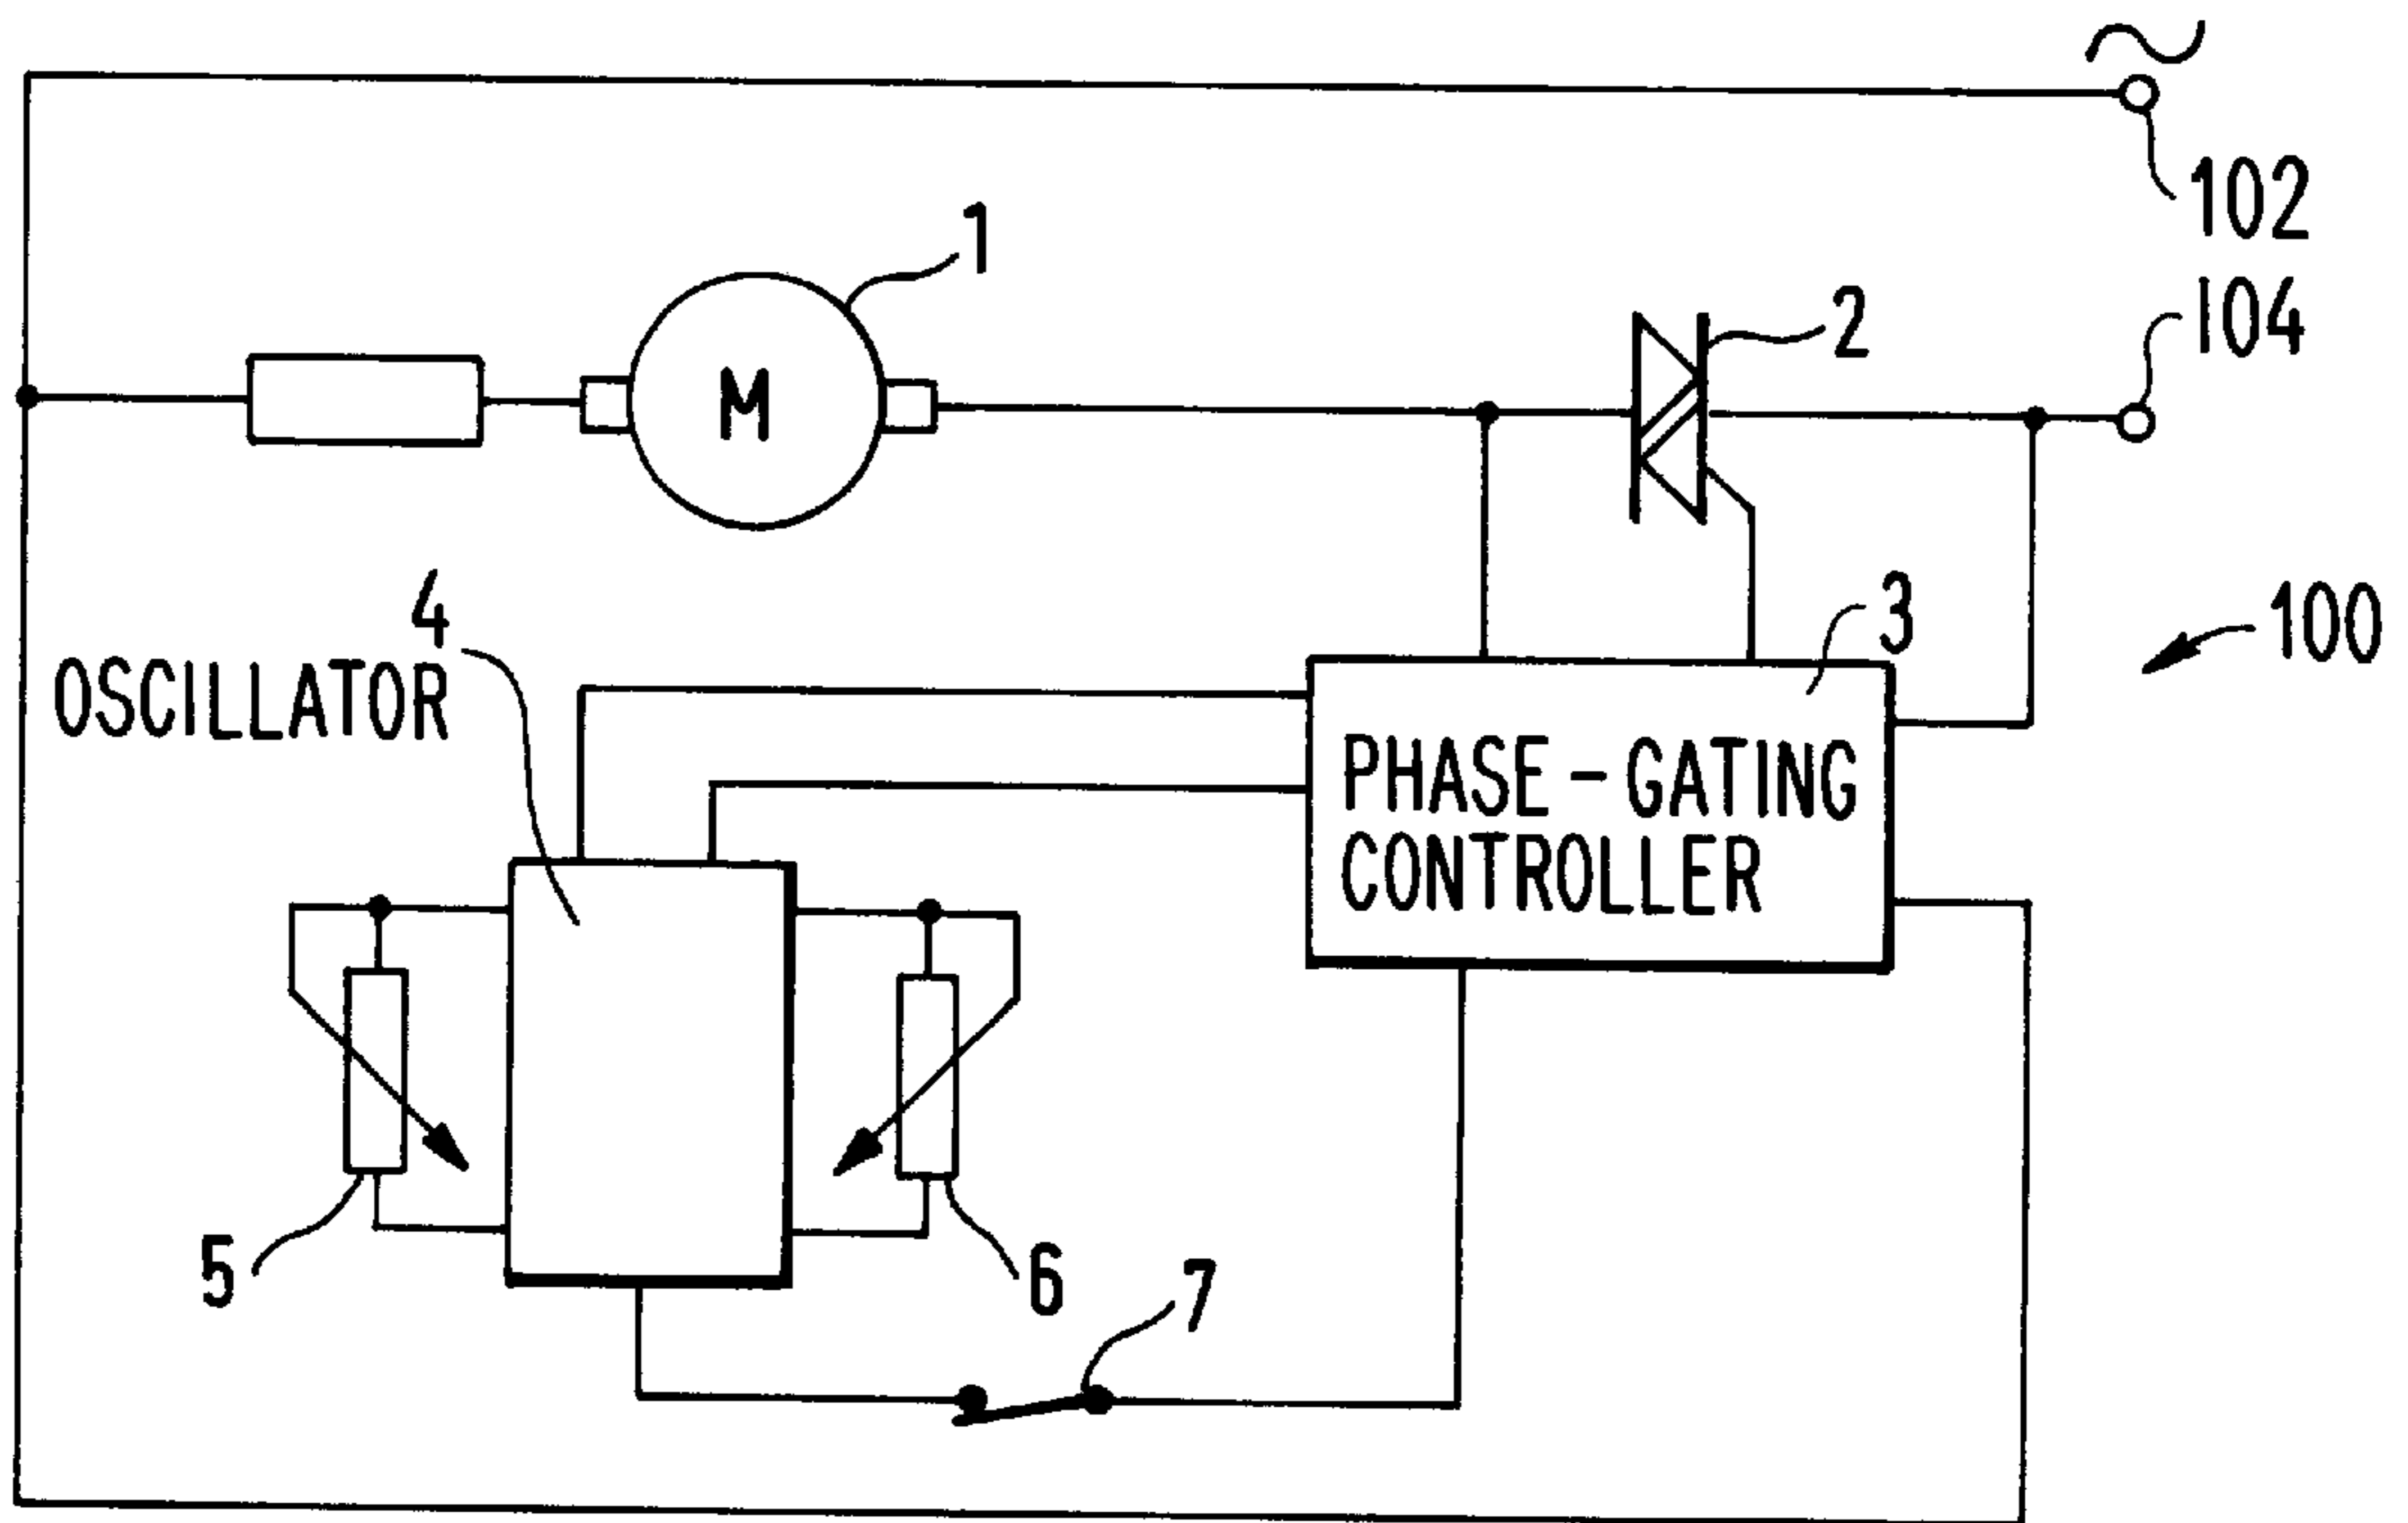 102
1
104
2
M
4
3
100
OSCILLATOR
PHASE-GATING
CONTROLLER
5
6
7